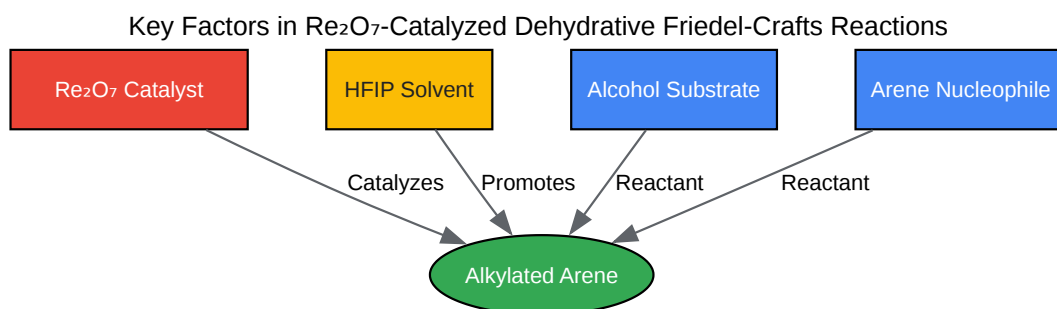 Key Factors in Re₂O₇-Catalyzed Dehydrative Friedel-Crafts Reactions
Re₂O₇ Catalyst
HFIP Solvent
Alcohol Substrate
Arene Nucleophile
Catalyzes
Promotes
Reactant
Reactant
Alkylated Arene